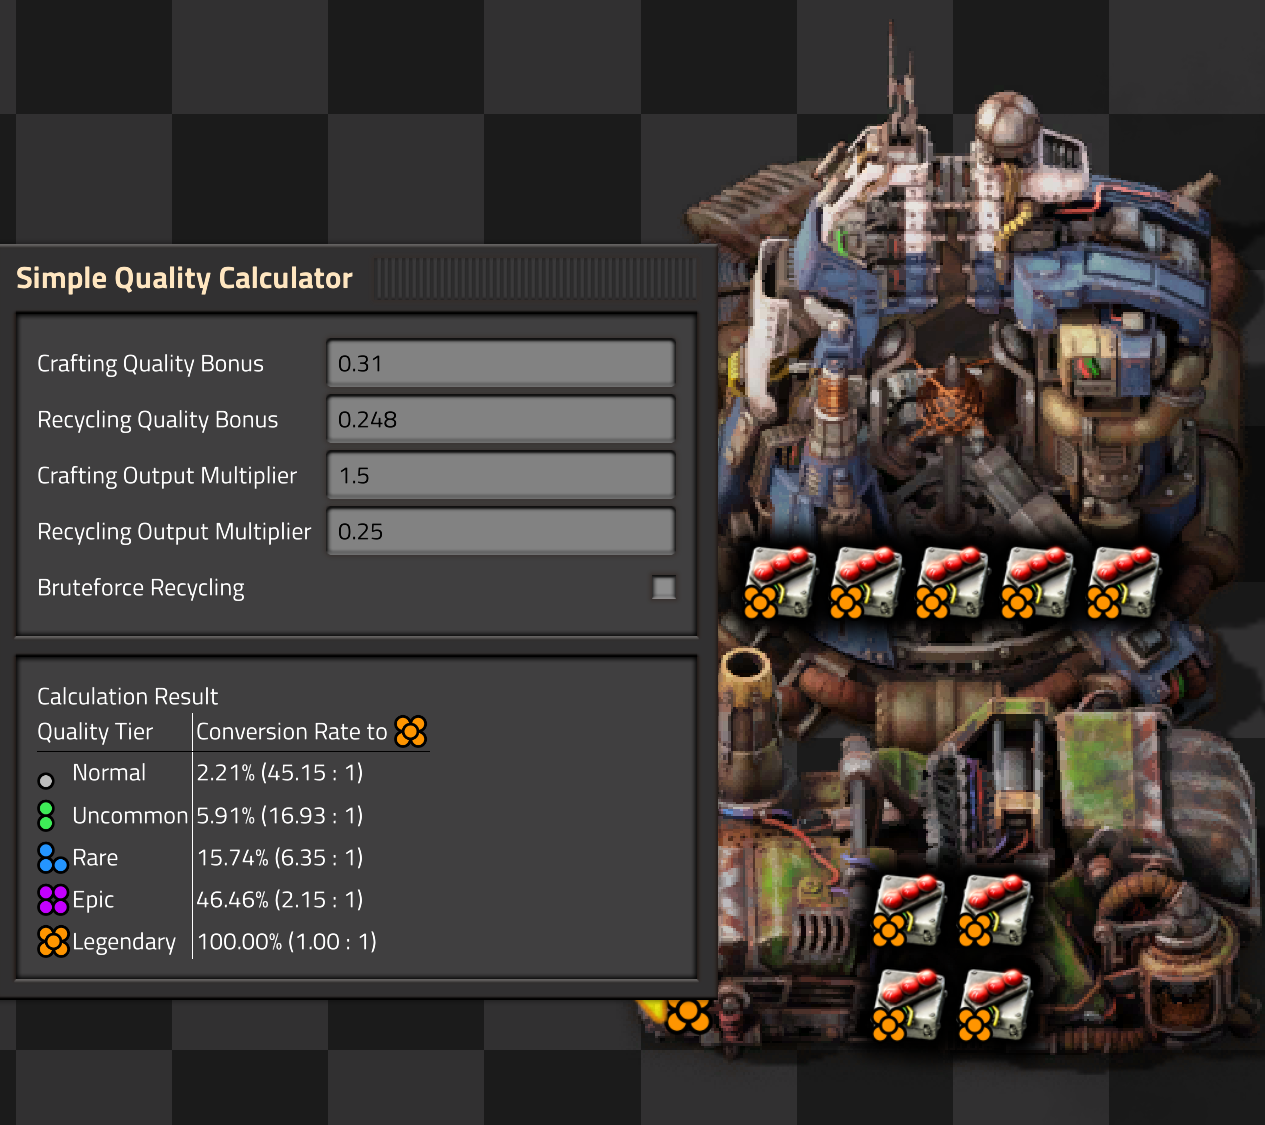 Simple Quality Calculator
Crafting Quality Bonus 0.31
Recycling Quality Bonus 0.248
Crafting Output Multiplier 1.5
Recycling Output Multiplier 0.25
Bruteforce Recycling
Calculation Result
Quality Tier Conversion Rate to
Normal 2.21% (45.15 : 1)
Uncommon 5.91% (16.93 : 1)
Rare 15.74% (6.35 : 1)
Epic 46.46% (2.15 : 1)
Legendary 100.00% (1.00 : 1)